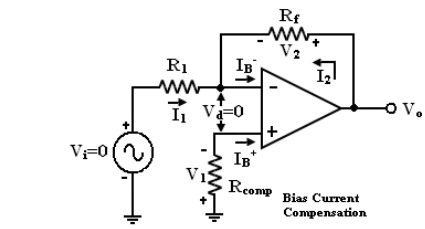 Rf
- V2 +
R1
IB-
I2
I1
Vd=0
-
+
Vo
+
Vi=0
-
IB+
-
V1
+
Rcomp
Bias Current
Compensation